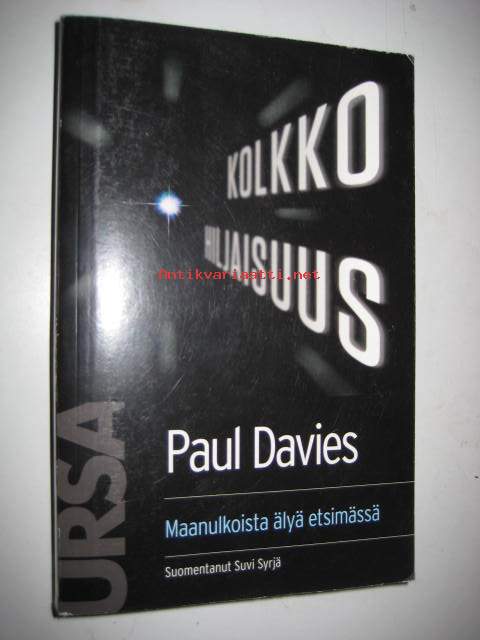 KOLKKO
HILJAISUUS
Antikvariaatti.net
Paul Davies
Maanulkoista älyä etsimässä
Suomentanut Suvi Syrjä
URSA